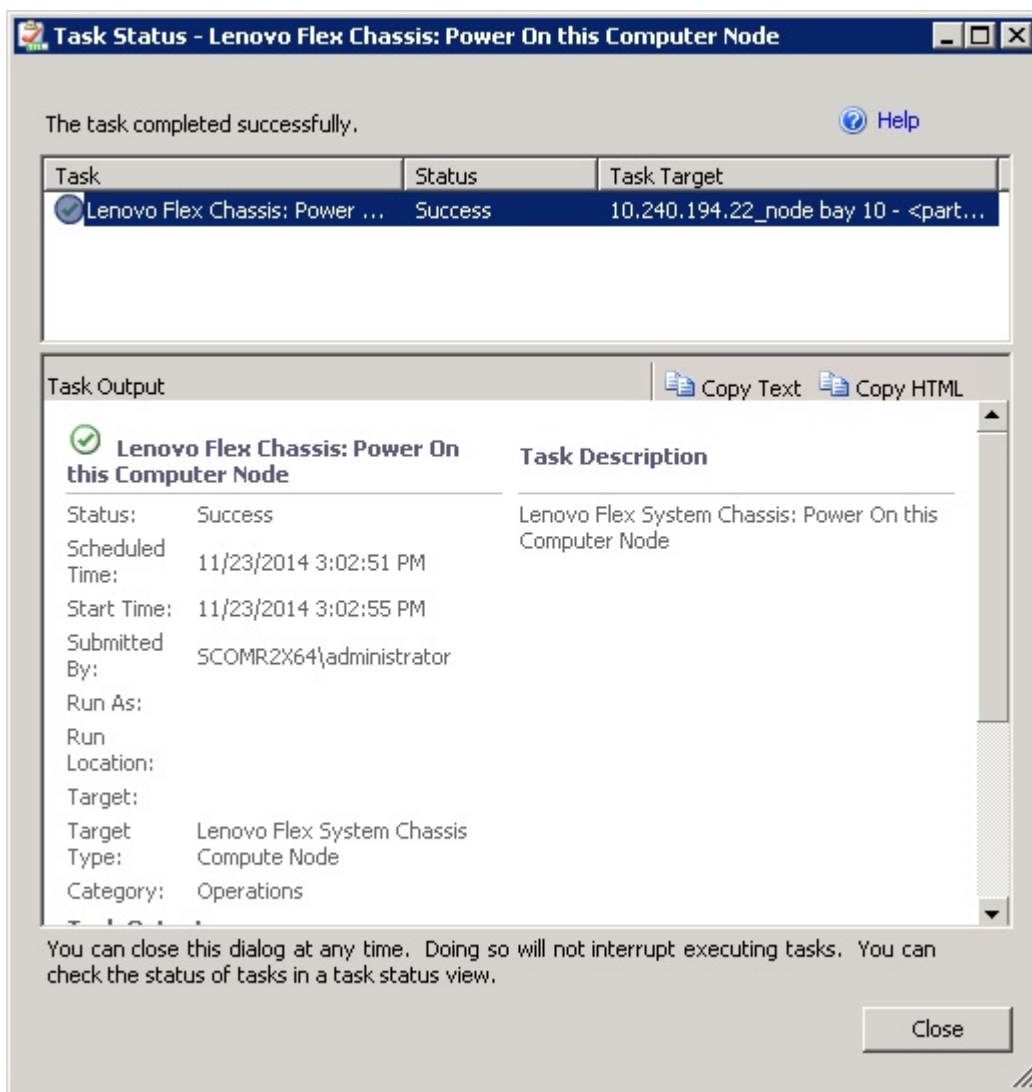 Task Status - Lenovo Flex Chassis: Power On this Computer Node
The task completed successfully.
Help
Task Status Task Target
Lenovo Flex Chassis: Power ... Success 10.240.194.22_node bay 10 - <part...
Task Output
Copy Text Copy HTML
Lenovo Flex Chassis: Power On
this Computer Node
Task Description
Lenovo Flex System Chassis: Power On this
Computer Node
Status: Success
Scheduled
Time: 11/23/2014 3:02:51 PM
Start Time: 11/23/2014 3:02:55 PM
Submitted
By: SCOMR2X64\administrator
Run As:
Run
Location:
Target:
Target Lenovo Flex System Chassis
Type: Compute Node
Category: Operations
You can close this dialog at any time. Doing so will not interrupt executing tasks. You can
check the status of tasks in a task status view.
Close